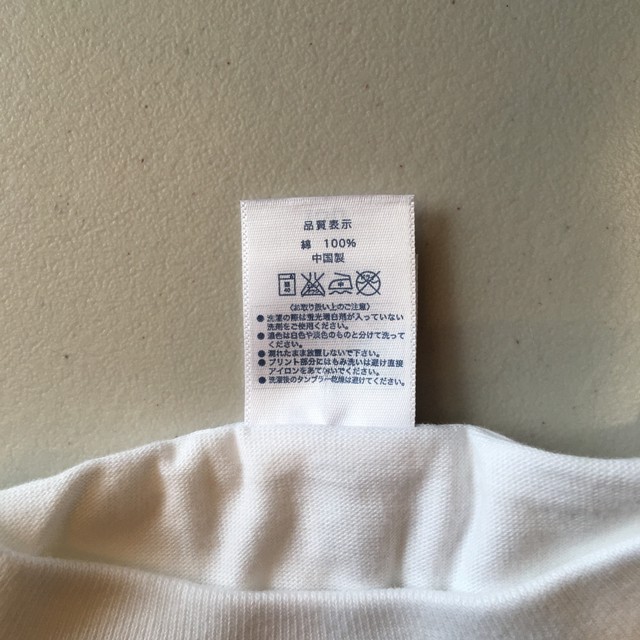 品質表示
綿 100%
中国製
《お取り扱い上のご注意》
●洗濯の際は蛍光増白剤が入っていない
洗剤をご使用ください。
●濃色は白色や淡色のものと分けて洗って
ください。
●濡れたまま放置しないで下さい。
●プリント部分にはもみ洗いは避け直接
アイロンをあてないでください。
●洗濯後のタンブラー乾燥は避けてください。